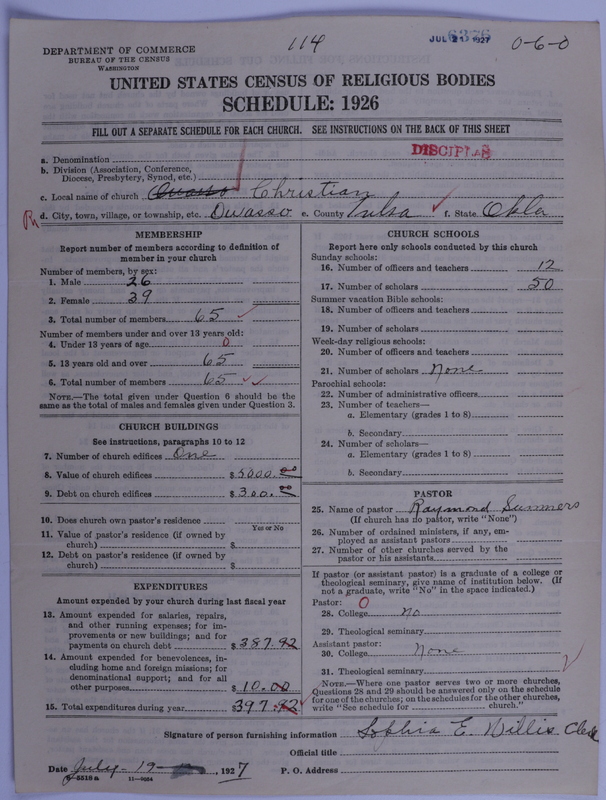 114
6376
JUL 21 1927
0-6-0
DEPARTMENT OF COMMERCE
BUREAU OF THE CENSUS
WASHINGTON
UNITED STATES CENSUS OF RELIGIOUS BODIES
SCHEDULE: 1926
FILL OUT A SEPARATE SCHEDULE FOR EACH CHURCH. SEE INSTRUCTIONS ON THE BACK OF THIS SHEET
a. Denomination
DISCIPLES
b. Division (Association, Conference,
Diocese, Presbytery, Synod, etc.)
c. Local name of church Owasso Christian
d. City, town, village, or township, etc. Owasso e. County Tulsa f. State Okla
MEMBERSHIP
Report number of members according to definition of
member in your church
Number of members, by sex:
1. Male 26
2. Female 39
3. Total number of members 65
Number of members under and over 13 years old:
4. Under 13 years of age 0
5. 13 years old and over 65
6. Total number of members 65
NOTE.—The total given under Question 6 should be the
same as the total of males and females given under Question 3.
CHURCH BUILDINGS
See instructions, paragraphs 10 to 12
7. Number of church edifices One
8. Value of church edifices $5000.00
9. Debt on church edifices $300.00
10. Does church own pastor's residence
Yes or No
11. Value of pastor's residence (if owned by
church) $
12. Debt on pastor's residence (if owned by
church) $
EXPENDITURES
Amount expended by your church during last fiscal year
13. Amount expended for salaries, repairs,
and other running expenses; for im-
provements or new buildings; and for
payments on church debt $387.92
14. Amount expended for benevolences, in-
cluding home and foreign missions; for
denominational support; and for all
other purposes $10.00
15. Total expenditures during year $397.92
CHURCH SCHOOLS
Report here only schools conducted by this church
Sunday schools:
16. Number of officers and teachers 12
17. Number of scholars 50
Summer vacation Bible schools:
18. Number of officers and teachers
19. Number of scholars
Week-day religious schools:
20. Number of officers and teachers
21. Number of scholars None
Parochial schools:
22. Number of administrative officers
23. Number of teachers—
a. Elementary (grades 1 to 8)
b. Secondary
24. Number of scholars—
a. Elementary (grades 1 to 8)
b. Secondary
PASTOR
25. Name of pastor Raymond Summers
(If church has no pastor, write "None")
26. Number of ordained ministers, if any, em-
ployed as assistant pastors
27. Number of other churches served by the
pastor or his assistants
If pastor (or assistant pastor) is a graduate of a college or
theological seminary, give name of institution below. (If
not a graduate, write "No" in the space indicated.)
Pastor: 0
28. College No
29. Theological seminary
Assistant pastor:
30. College None
31. Theological seminary
NOTE.—Where one pastor serves two or more churches,
Questions 28 and 29 should be answered only on the schedule
for one of the churches; on the schedules for the other churches,
write "See schedule for church."
Signature of person furnishing information Sophia E. Willis. Clerk
Official title
Date July - 19 -, 1927 P. O. Address
11-9984